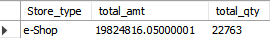 Store_type total_amt total_qty
e-Shop 19824816.05000001 22763